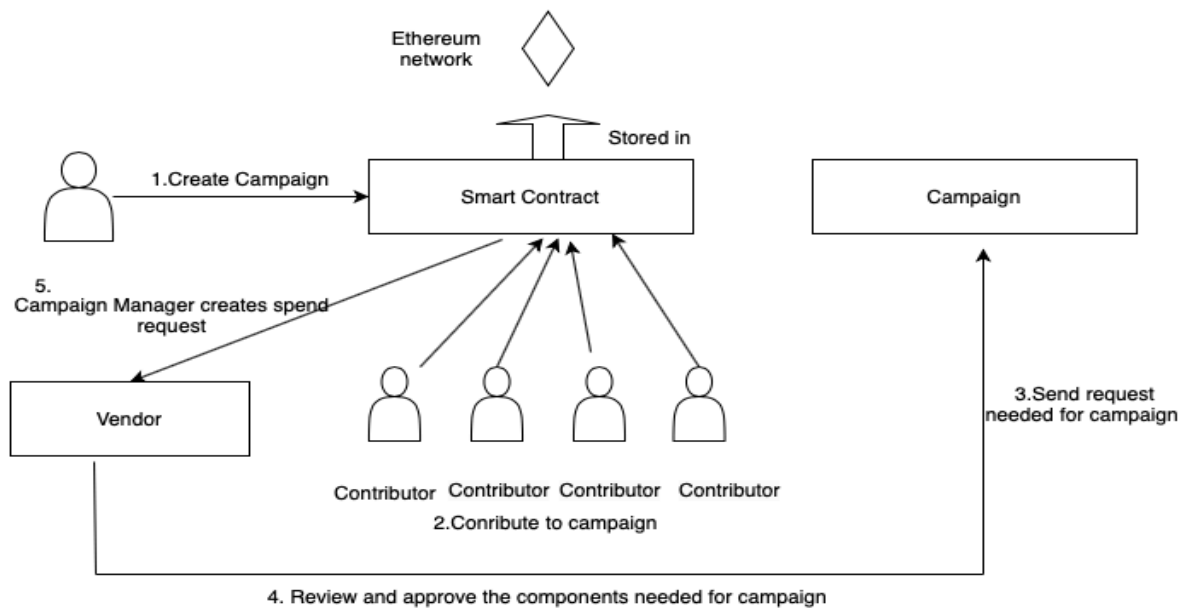 Ethereum
network
Stored in
1.Create Campaign
Smart Contract
Campaign
5.
Campaign Manager creates spend
request
Vendor
3.Send request
needed for campaign
Contributor
Contributor
Contributor
Contributor
2.Conribute to campaign
4. Review and approve the components needed for campaign